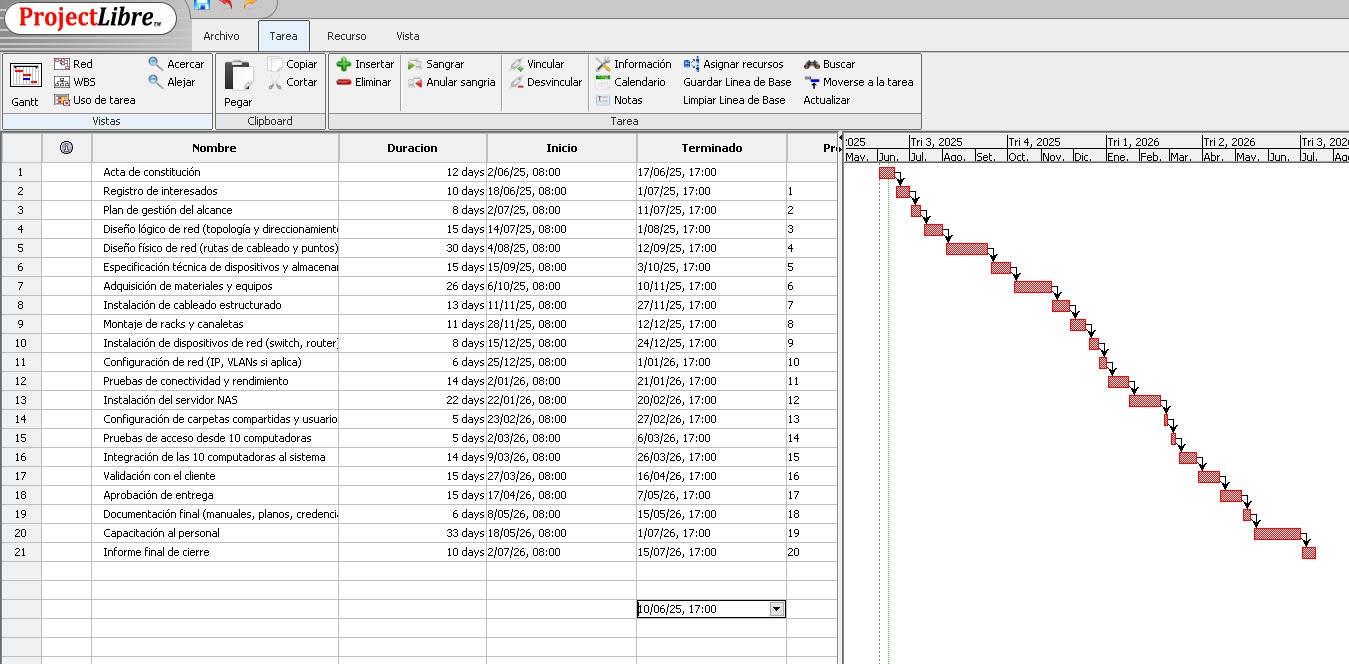 ProjectLibre™
Archivo Tarea Recurso Vista
Gantt
Red
WBS
Uso de tarea
Acercar
Alejar
Vistas
Pegar
Copiar
Cortar
Clipboard
Insertar
Eliminar
Sangrar
Anular sangria
Vincular
Desvincular
Información
Calendario
Notas
Asignar recursos
Guardar Linea de Base
Limpiar Linea de Base
Buscar
Moverse a la tarea
Actualizar
Tarea
Nombre Duracion Inicio Terminado Pr
2025 Tri 3, 2025 Tri 4, 2025 Tri 1, 2026 Tri 2, 2026 Tri 3, 202
May. Jun. Jul. Ago. Set. Oct. Nov. Dic. Ene. Feb. Mar. Abr. May. Jun. Jul. Ago
1 Acta de constitución 12 days 2/06/25, 08:00 17/06/25, 17:00
2 Registro de interesados 10 days 18/06/25, 08:00 1/07/25, 17:00 1
3 Plan de gestión del alcance 8 days 2/07/25, 08:00 11/07/25, 17:00 2
4 Diseño lógico de red (topología y direccionamient 15 days 14/07/25, 08:00 1/08/25, 17:00 3
5 Diseño físico de red (rutas de cableado y puntos) 30 days 4/08/25, 08:00 12/09/25, 17:00 4
6 Especificación técnica de dispositivos y almacena 15 days 15/09/25, 08:00 3/10/25, 17:00 5
7 Adquisición de materiales y equipos 26 days 6/10/25, 08:00 10/11/25, 17:00 6
8 Instalación de cableado estructurado 13 days 11/11/25, 08:00 27/11/25, 17:00 7
9 Montaje de racks y canaletas 11 days 28/11/25, 08:00 12/12/25, 17:00 8
10 Instalación de dispositivos de red (switch, router) 8 days 15/12/25, 08:00 24/12/25, 17:00 9
11 Configuración de red (IP, VLANs si aplica) 6 days 25/12/25, 08:00 1/01/26, 17:00 10
12 Pruebas de conectividad y rendimiento 14 days 2/01/26, 08:00 21/01/26, 17:00 11
13 Instalación del servidor NAS 22 days 22/01/26, 08:00 20/02/26, 17:00 12
14 Configuración de carpetas compartidas y usuario 5 days 23/02/26, 08:00 27/02/26, 17:00 13
15 Pruebas de acceso desde 10 computadoras 5 days 2/03/26, 08:00 6/03/26, 17:00 14
16 Integración de las 10 computadoras al sistema 14 days 9/03/26, 08:00 26/03/26, 17:00 15
17 Validación con el cliente 15 days 27/03/26, 08:00 16/04/26, 17:00 16
18 Aprobación de entrega 15 days 17/04/26, 08:00 7/05/26, 17:00 17
19 Documentación final (manuales, planos, credenci 6 days 8/05/26, 08:00 15/05/26, 17:00 18
20 Capacitación al personal 33 days 18/05/26, 08:00 1/07/26, 17:00 19
21 Informe final de cierre 10 days 2/07/26, 08:00 15/07/26, 17:00 20
10/06/25, 17:00